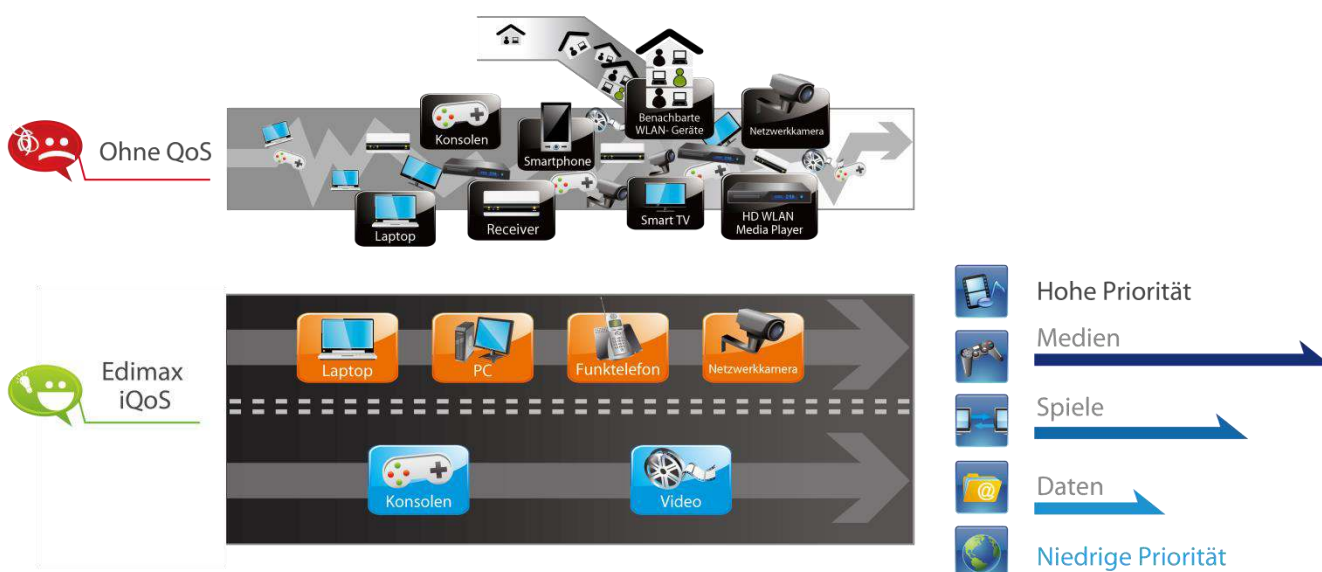 Ohne QoS
Konsolen
Smartphone
Benachbarte
WLAN- Geräte
Netzwerkkamera
Laptop
Receiver
Smart TV
HD WLAN
Media Player
Edimax
iQoS
Laptop
PC
Funktelefon
Netzwerkkamera
Konsolen
Video
Hohe Priorität
Medien
Spiele
Daten
Niedrige Priorität